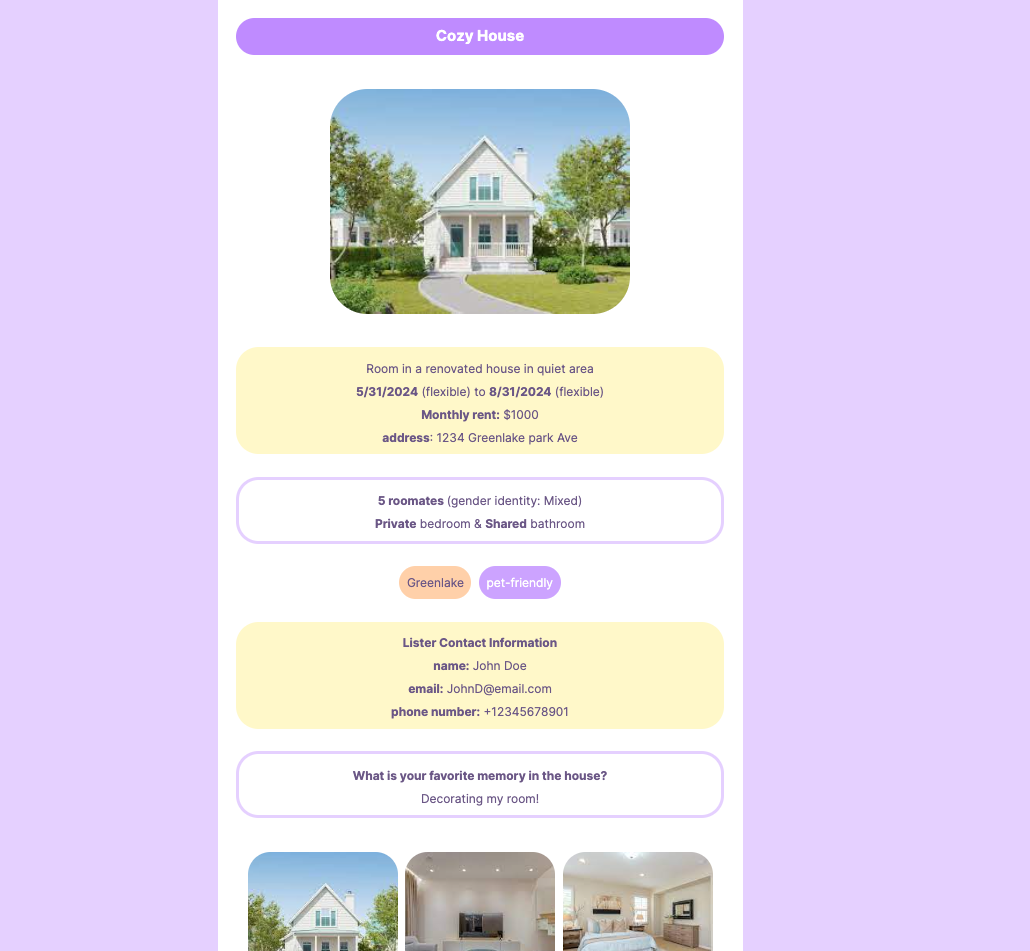 Cozy House
Room in a renovated house in quiet area
5/31/2024 (flexible) to 8/31/2024 (flexible)
Monthly rent: $1000
address: 1234 Greenlake park Ave
5 roomates (gender identity: Mixed)
Private bedroom & Shared bathroom
Greenlake pet-friendly
Lister Contact Information
name: John Doe
email: JohnD@email.com
phone number: +12345678901
What is your favorite memory in the house?
Decorating my room!